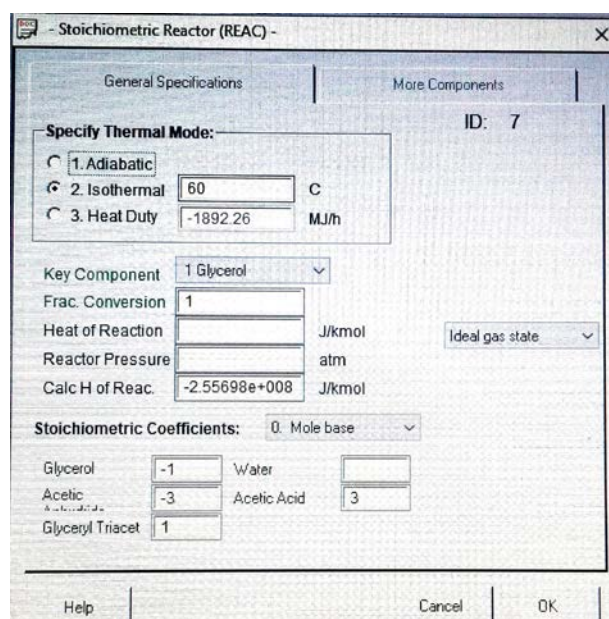 - Stoichiometric Reactor (REAC) -
General Specifications
More Components
ID: 7
Specify Thermal Mode:
1. Adiabatic
2. Isothermal 60 C
3. Heat Duty -1892.26 MJ/h
Key Component 1 Glycerol
Frac. Conversion 1
Heat of Reaction J/kmol
Ideal gas state
Reactor Pressure atm
Calc H of Reac. -2.55698e+008 J/kmol
Stoichiometric Coefficients: 0. Mole base
Glycerol -1 Water
Acetic -3 Acetic Acid 3
Glyceryl Triacet 1
Help Cancel OK